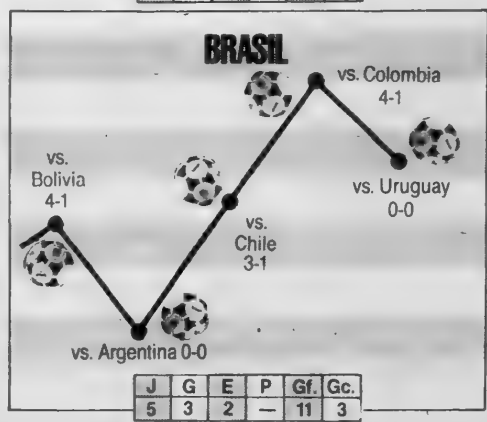 BRASIL
vs. Colombia
4-1
vs.
Bolivia
4-1
vs. Uruguay
0-0
vs.
Chile
3-1
vs. Argentina 0-0
J G E P Gf. Gc.
5 3 2 — 11 3